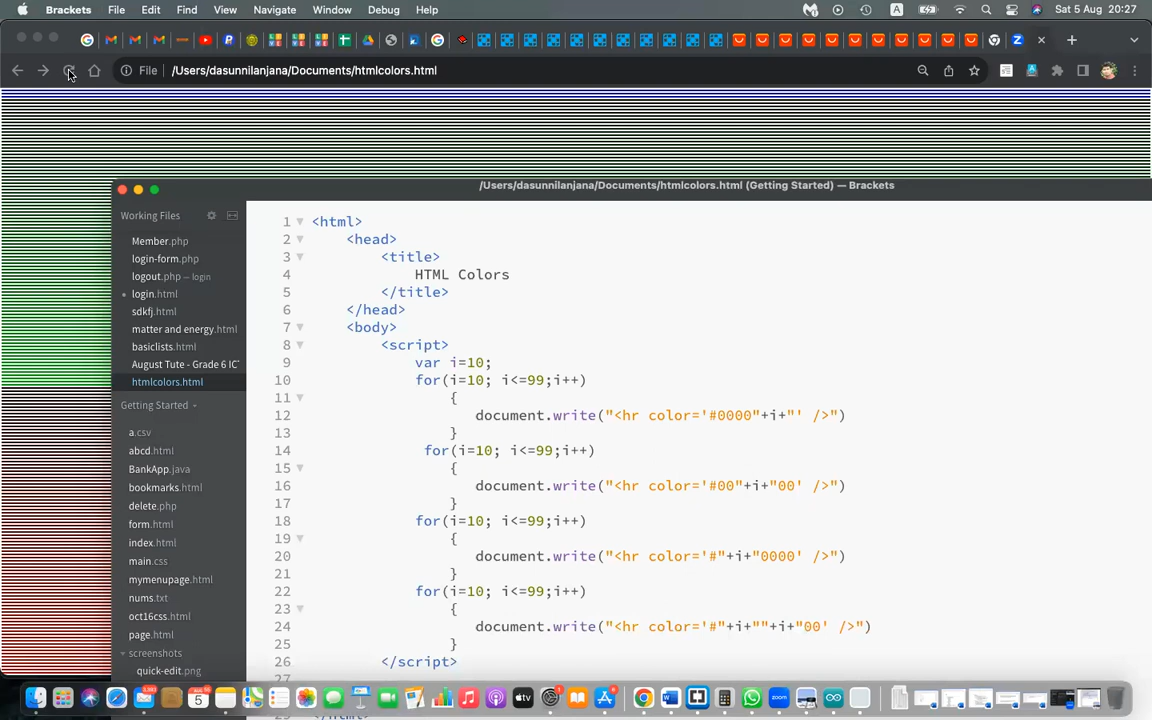 Brackets File Edit Find View Navigate Window Debug Help A Sat 5 Aug 20:27
File /Users/dasunnilanjana/Documents/htmlcolors.html
/Users/dasunnilanjana/Documents/htmlcolors.html (Getting Started) — Brackets
Working Files
Member.php
login-form.php
logout.php — login
login.html
sdkfj.html
matter and energy.html
basiclists.html
August Tute - Grade 6 IC
htmlcolors.html
Getting Started
a.csv
abcd.html
BankApp.java
bookmarks.html
delete.php
form.html
index.html
main.css
mymenupage.html
nums.txt
oct16css.html
page.html
screenshots
quick-edit.png
1 <html>
2 <head>
3 <title>
4 HTML Colors
5 </title>
6 </head>
7 <body>
8 <script>
9 var i=10;
10 for(i=10; i<=99;i++)
11 {
12 document.write("<hr color='#0000"+i+"' />")
13 }
14 for(i=10; i<=99;i++)
15 {
16 document.write("<hr color='#00"+i+"00' />")
17 }
18 for(i=10; i<=99;i++)
19 {
20 document.write("<hr color='#"+i+"0000' />")
21 }
22 for(i=10; i<=99;i++)
23 {
24 document.write("<hr color='#"+i+""+i+"00' />")
25 }
26 </script>
27